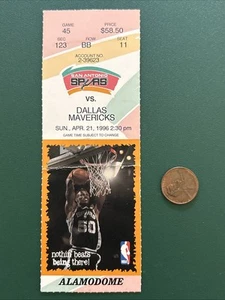 GAME PRICE
45 $58.50
SEC ROW SEAT
123 BB 11
ACCOUNT NO.
2-39623
SAN ANTONIO
SPURS
VS.
DALLAS
MAVERICKS
SUN., APR. 21, 1996 2:30 pm
GAME TIME SUBJECT TO CHANGE
50
nothin' beats
being there!
NBA
ALAMODOME